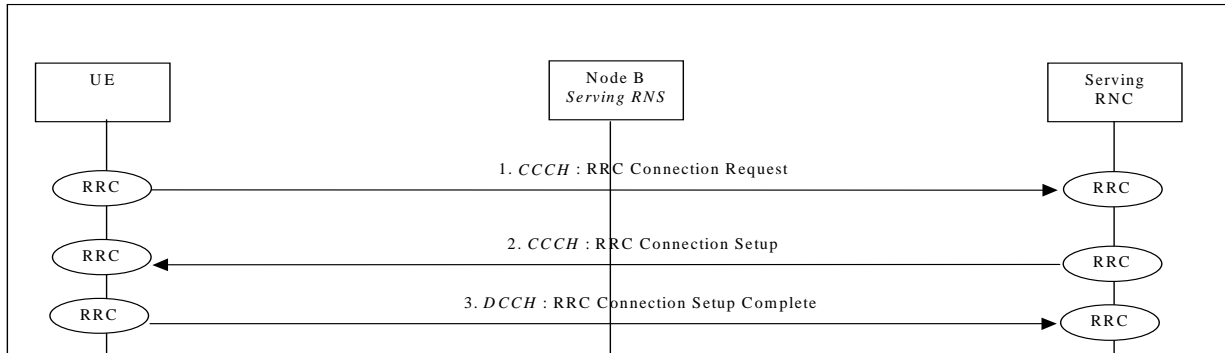 UE
Node B
Serving RNS
Serving
RNC
1. CCCH : RRC Connection Request
RRC
RRC
2. CCCH : RRC Connection Setup
RRC
RRC
3. DCCH : RRC Connection Setup Complete
RRC
RRC